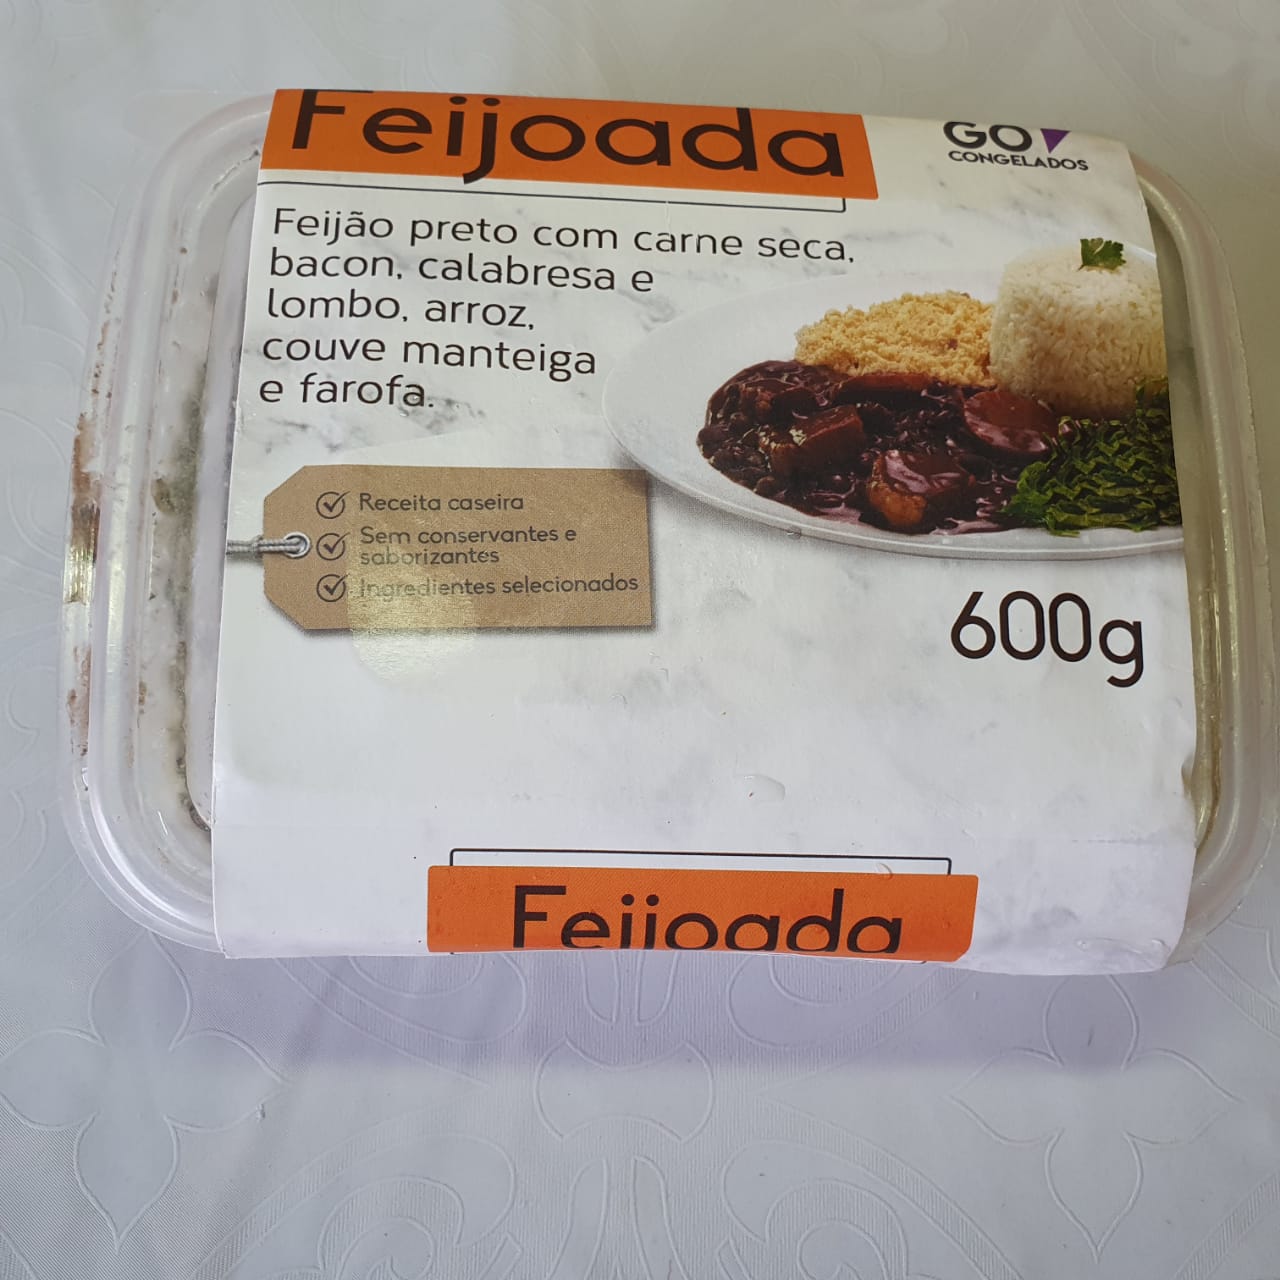 Feijoada
GO
CONGELADOS
Feijão preto com carne seca,
bacon, calabresa e
lombo, arroz,
couve manteiga
e farofa.
Receita caseira
Sem conservantes e
saborizantes
Ingredientes selecionados
600g
Feijoada